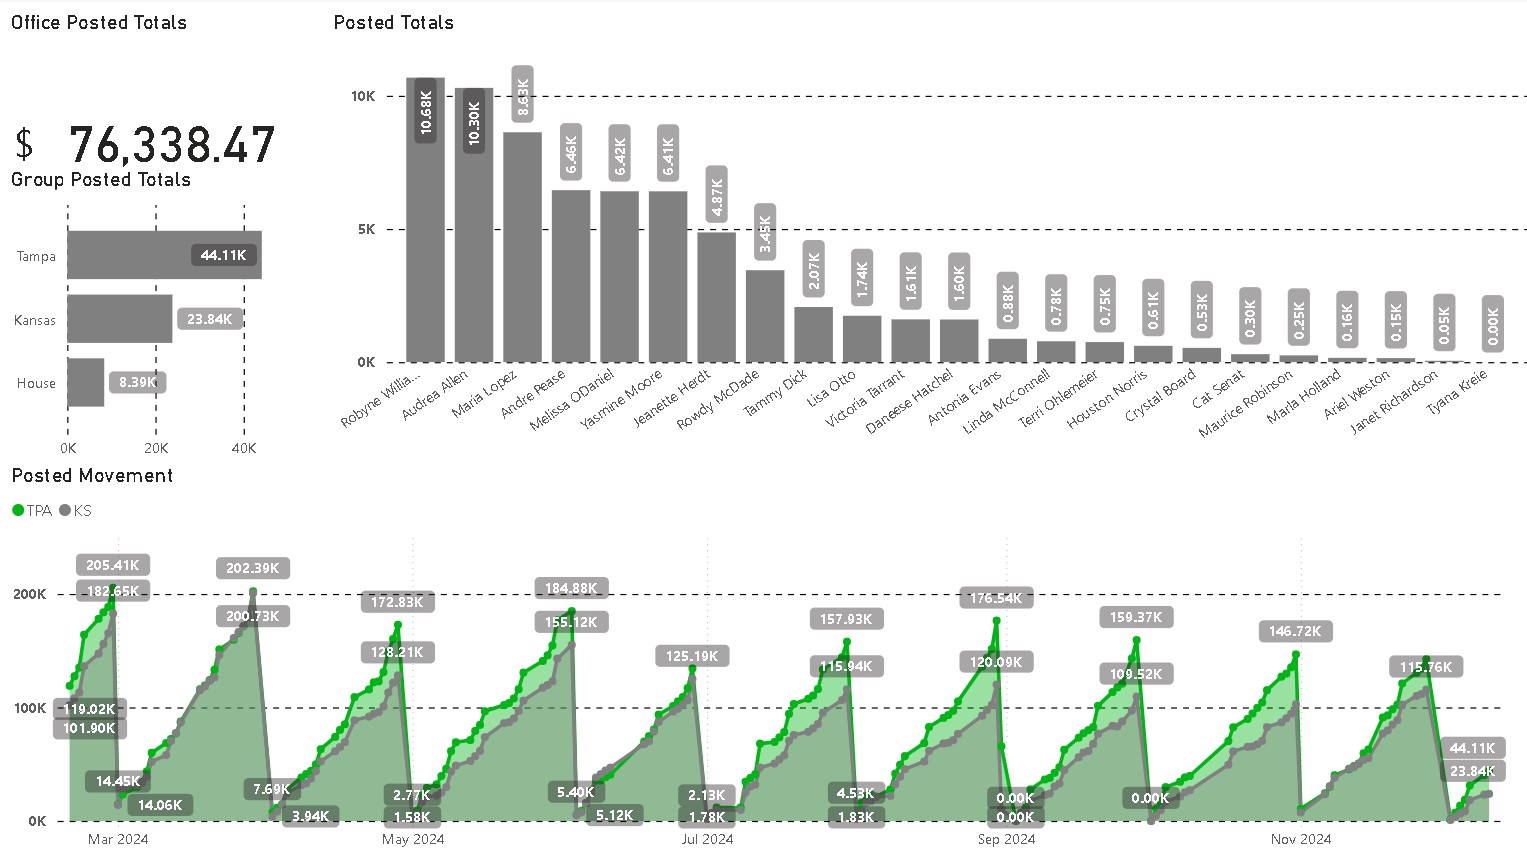 Office Posted Totals
$ 76,338.47
Group Posted Totals
Tampa 44.11K
Kansas 23.84K
House 8.39K
0K 20K 40K
Posted Totals
10K
5K
0K
10.68K 10.30K 8.63K 6.46K 6.42K 6.41K 4.87K 3.45K 2.07K 1.74K 1.61K 1.60K 0.88K 0.78K 0.75K 0.61K 0.53K 0.30K 0.25K 0.16K 0.15K 0.05K 0.00K
Robyne Willia...
Audrea Allen
Maria Lopez
Andre Pease
Melissa ODaniel
Yasmine Moore
Jeanette Herdt
Rowdy McDade
Tammy Dick
Lisa Otto
Victoria Tarrant
Daneese Hatchel
Antonia Evans
Linda McConnell
Terri Ohlemeier
Houston Norris
Crystal Board
Cat Senat
Maurice Robinson
Marla Holland
Ariel Weston
Janet Richardson
Tyana Kreie
Posted Movement
TPA KS
200K
100K
0K
205.41K
182.65K
119.02K
101.90K
14.45K
14.06K
202.39K
200.73K
7.69K
3.94K
172.83K
128.21K
2.77K
1.58K
184.88K
155.12K
5.40K
5.12K
125.19K
2.13K
1.78K
157.93K
115.94K
4.53K
1.83K
176.54K
120.09K
0.00K
0.00K
159.37K
109.52K
0.00K
146.72K
115.76K
44.11K
23.84K
Mar 2024 May 2024 Jul 2024 Sep 2024 Nov 2024